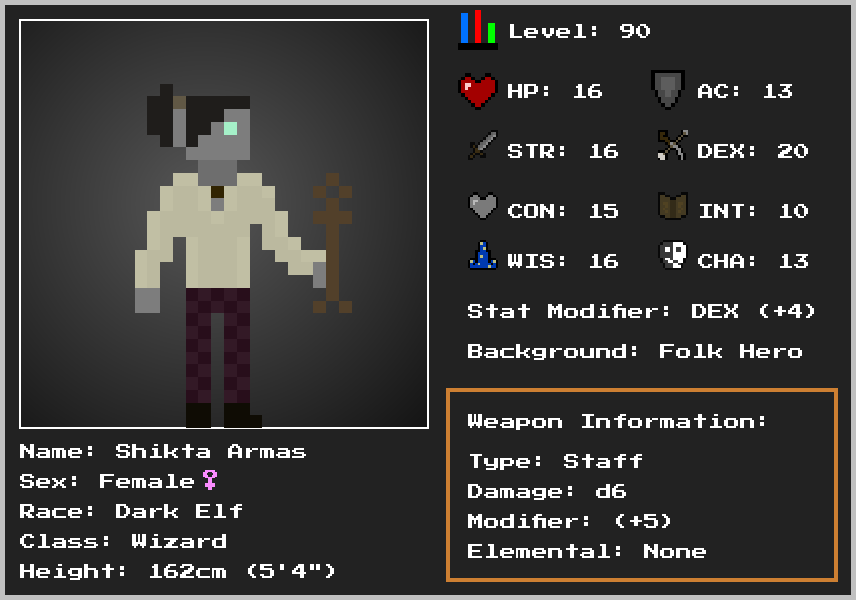 Level: 90
HP: 16 AC: 13
STR: 16 DEX: 20
CON: 15 INT: 10
WIS: 16 CHA: 13
Stat Modifier: DEX (+4)
Background: Folk Hero
Weapon Information:
Type: Staff
Damage: d6
Modifier: (+5)
Elemental: None
Name: Shikta Armas
Sex: Female♀
Race: Dark Elf
Class: Wizard
Height: 162cm (5'4")